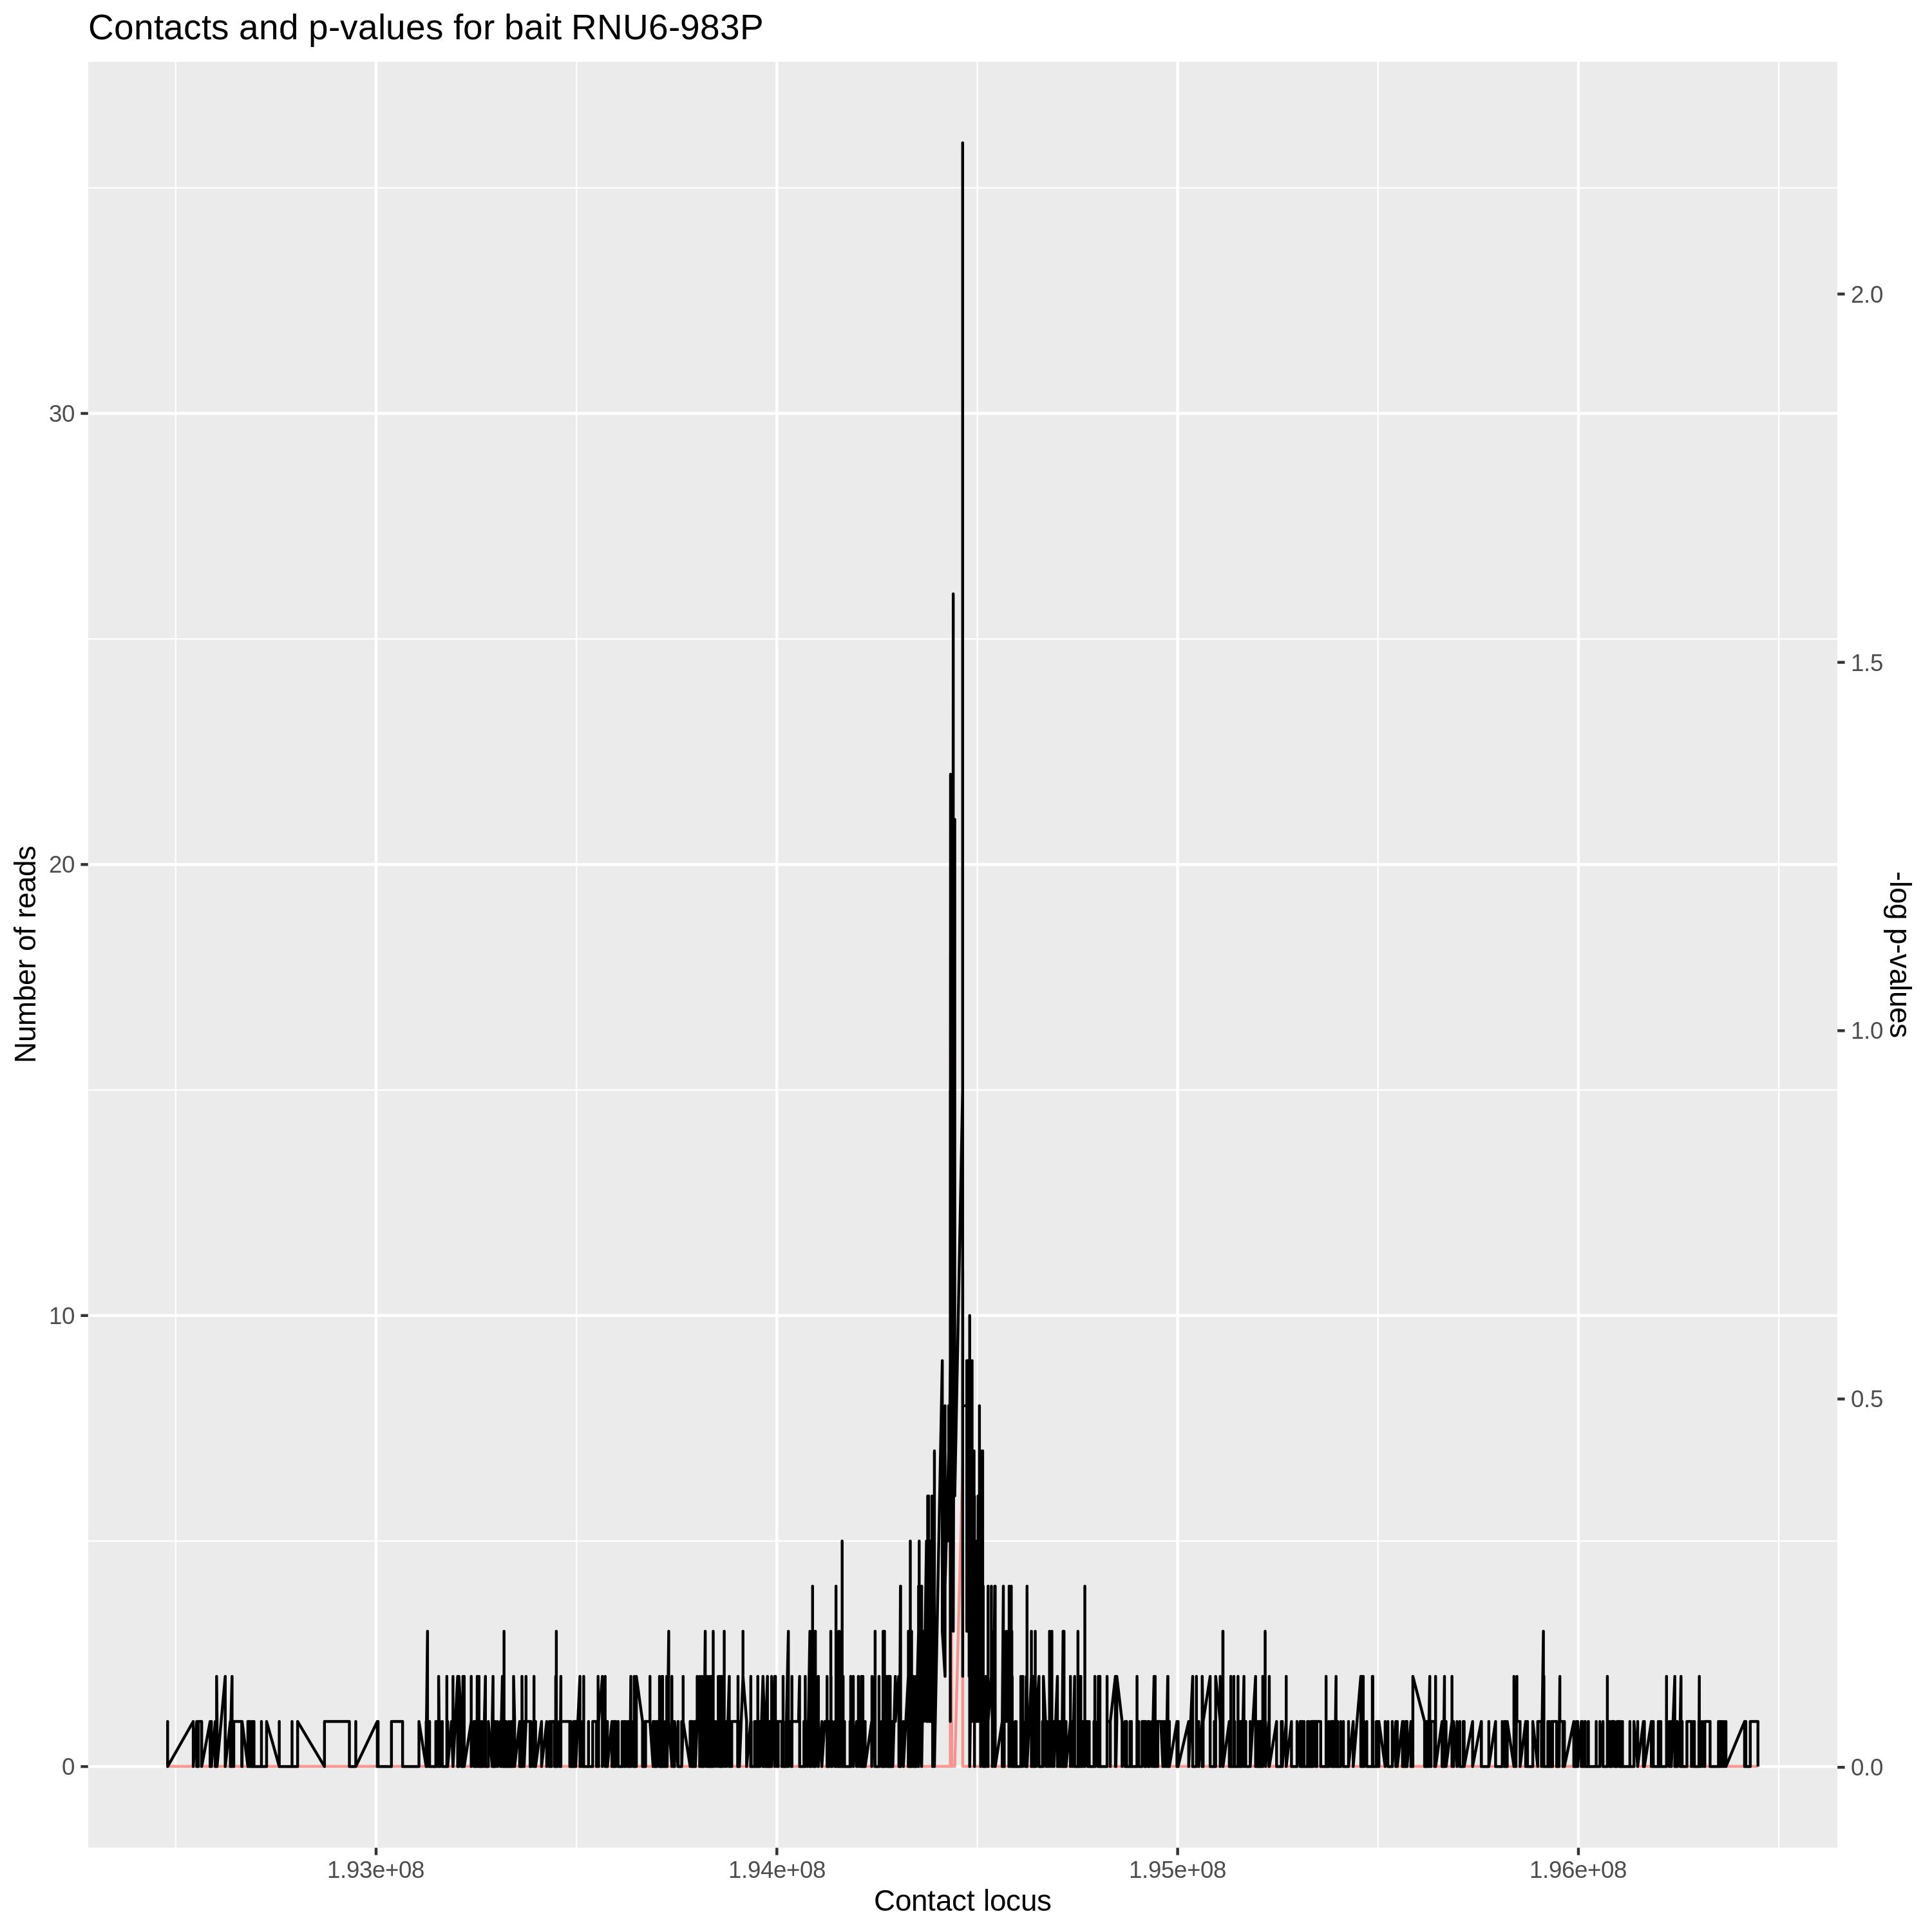 Contacts and p-values for bait RNU6-983P
30
20
10
0
Number of reads
2.0
1.5
1.0
0.5
0.0
-log p-values
1.93e+08
1.94e+08
1.95e+08
1.96e+08
Contact locus